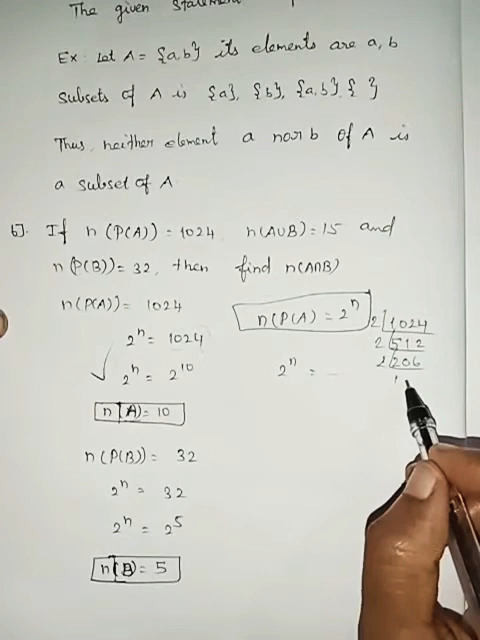 The given Statement
Ex: Let A = {a,b} its elements are a, b
Subsets of A is {a}, {b}, {a,b} { }
Thus, neither element a nor b of A is
a subset of A
6]. If n(P(A)) = 1024 n(A∪B) = 15 and
n(P(B)) = 32, then find n(A∩B)
n(P(A)) = 1024
2^n = 1024
✓ 2^n = 2^10
n(A) = 10
n(P(B)) = 32
2^n = 32
2^n = 2^5
n(B) = 5
n(P(A) = 2^n
2^n =
2 | 1024
2 | 512
2 | 206
1